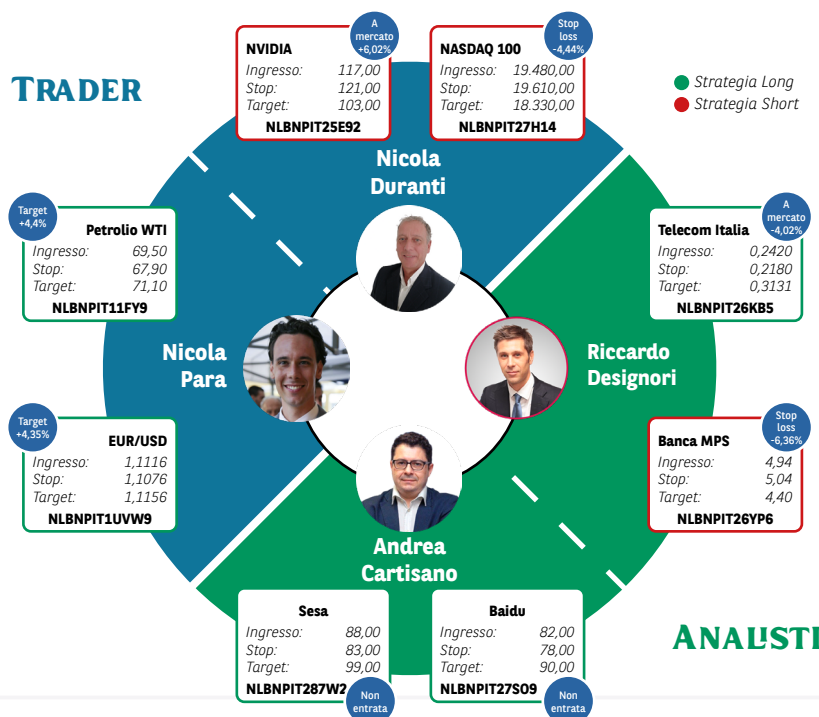 TRADER
A
mercato
+6,02%
NVIDIA
Ingresso: 117,00
Stop: 121,00
Target: 103,00
NLBNPIT25E92
Stop
loss
-4,44%
NASDAQ 100
Ingresso: 19.480,00
Stop: 19.610,00
Target: 18.330,00
NLBNPIT27H14
Strategia Long
Strategia Short
Nicola
Duranti
Target
+4,4%
Petrolio WTI
Ingresso: 69,50
Stop: 67,90
Target: 71,10
NLBNPIT11FY9
A
mercato
-4,02%
Telecom Italia
Ingresso: 0,2420
Stop: 0,2180
Target: 0,3131
NLBNPIT26KB5
Nicola
Para
Riccardo
Designori
Target
+4,35%
EUR/USD
Ingresso: 1,1116
Stop: 1,1076
Target: 1,1156
NLBNPIT1UVW9
Stop
loss
-6,36%
Banca MPS
Ingresso: 4,94
Stop: 5,04
Target: 4,40
NLBNPIT26YP6
Andrea
Cartisano
Sesa
Ingresso: 88,00
Stop: 83,00
Target: 99,00
NLBNPIT287W2
Non
entrata
Baidu
Ingresso: 82,00
Stop: 78,00
Target: 90,00
NLBNPIT27SO9
Non
entrata
ANALISTI